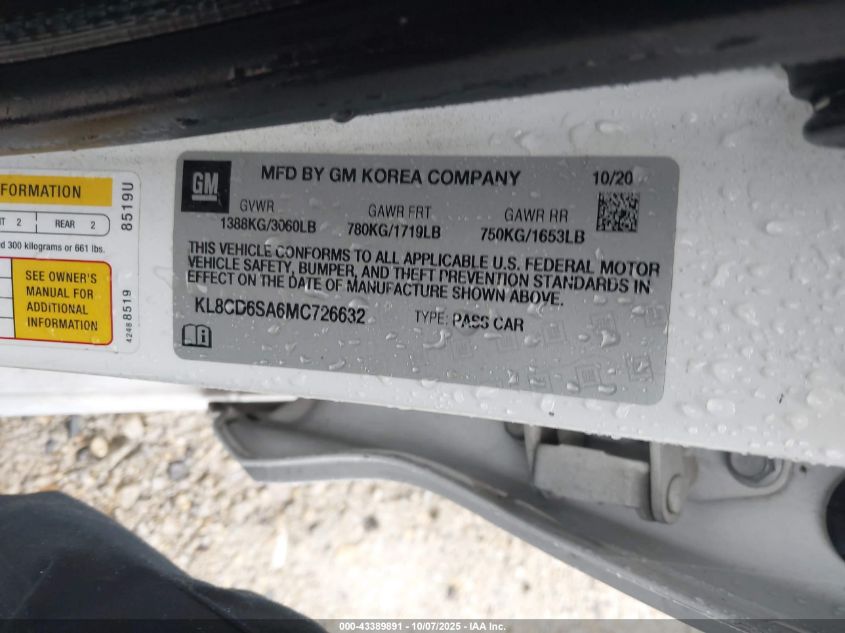 FORMATION
2 REAR 2
d 300 kilograms or 661 lbs.
SEE OWNER'S
MANUAL FOR
ADDITIONAL
INFORMATION
8519U
42488519
GM
MFD BY GM KOREA COMPANY 10/20
GVWR GAWR FRT GAWR RR
1388KG/3060LB 780KG/1719LB 750KG/1653LB
THIS VEHICLE CONFORMS TO ALL APPLICABLE U.S. FEDERAL MOTOR
VEHICLE SAFETY, BUMPER, AND THEFT PREVENTION STANDARDS IN
EFFECT ON THE DATE OF MANUFACTURE SHOWN ABOVE.
KL8CD6SA6MC726632 TYPE: PASS CAR
000-43389891 - 10/07/2025 - IAA Inc.